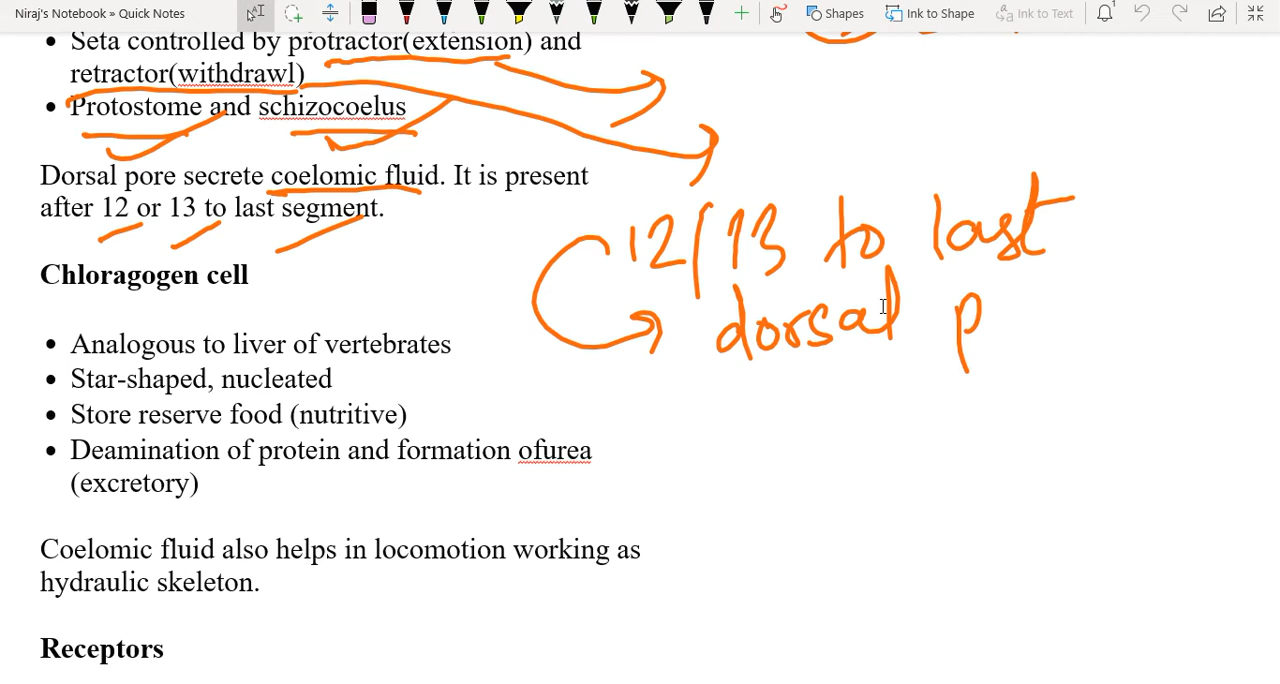 Niraj's Notebook » Quick Notes
Shapes
Ink to Shape
Ink to Text
• Seta controlled by protractor(extension) and
retractor(withdrawl)
• Protostome and schizocoelus
Dorsal pore secrete coelomic fluid. It is present
after 12 or 13 to last segment.
12/13 to last
dorsal p
Chloragogen cell
• Analogous to liver of vertebrates
• Star-shaped, nucleated
• Store reserve food (nutritive)
• Deamination of protein and formation ofurea
(excretory)
Coelomic fluid also helps in locomotion working as
hydraulic skeleton.
Receptors